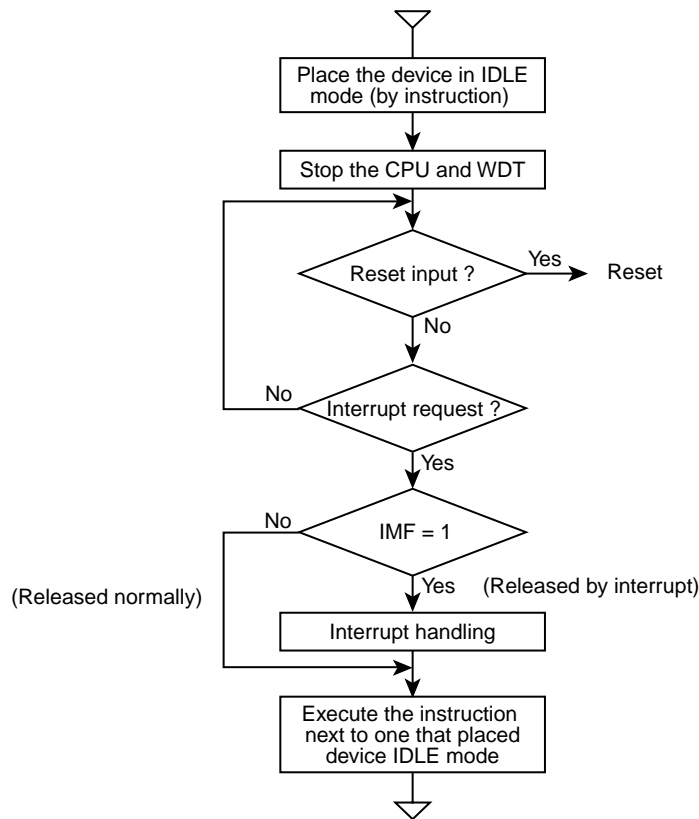 Place the device in IDLE
mode (by instruction)
Stop the CPU and WDT
Reset input ?
Yes
Reset
No
No
Interrupt request ?
Yes
No
IMF = 1
(Released normally)
Yes
(Released by interrupt)
Interrupt handling
Execute the instruction
next to one that placed
device IDLE mode